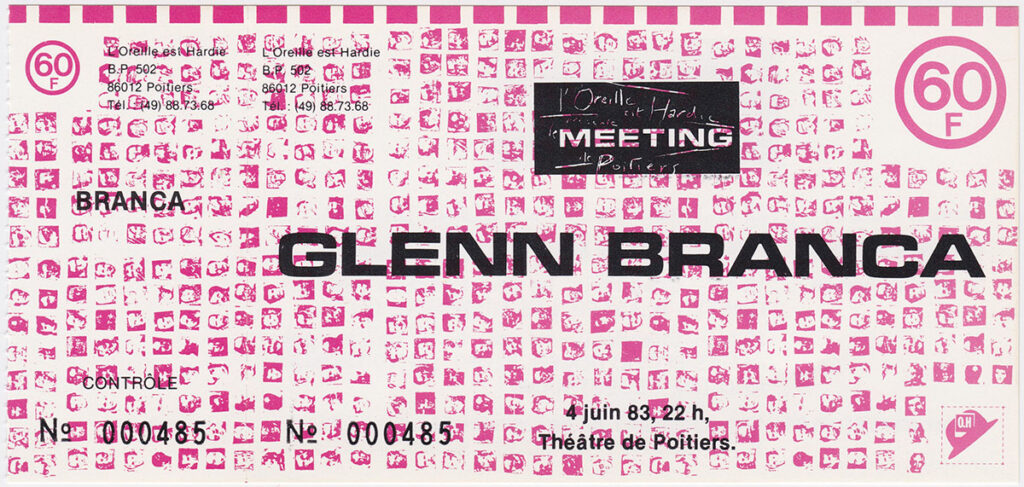 60
F
L'Oreille est Hardie
B.P. 502
86012 Poitiers
Tél. : (49) 88.73.68
BRANCA
CONTRÔLE
Nº 000485
L'Oreille est Hardie
B.P. 502
86012 Poitiers
Tél. : (49) 88.73.68
l'Oreille est Hardie
le
MEETING
de Poitiers
60
F
GLENN BRANCA
Nº 000485
4 juin 83, 22 h,
Théâtre de Poitiers.
O.H